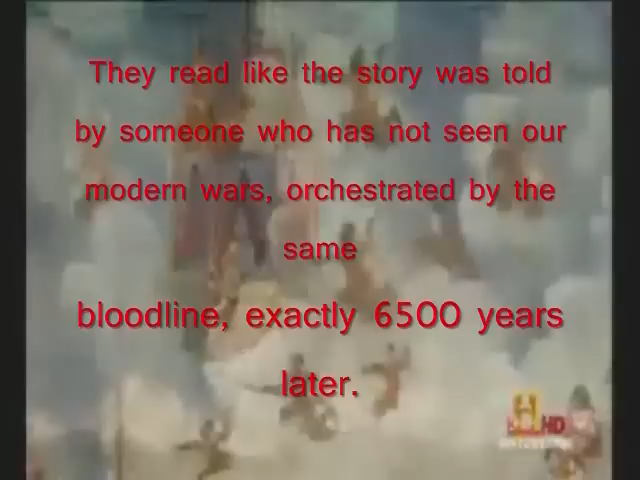 They read like the story was told
by someone who has not seen our
modern wars, orchestrated by the
same
bloodline, exactly 6500 years
later.
H
HD